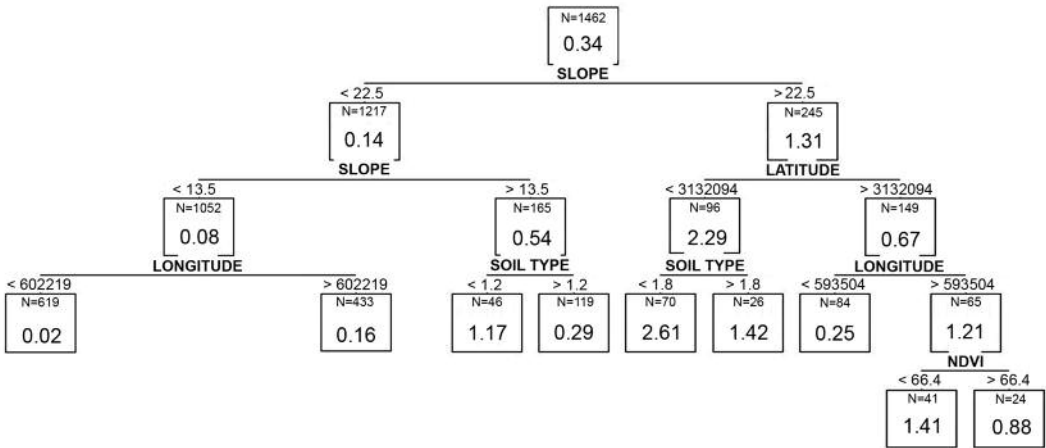 N=1462
0.34
SLOPE
< 22.5 > 22.5
N=1217 N=245
0.14 1.31
SLOPE LATITUDE
< 13.5 > 13.5 < 3132094 > 3132094
N=1052 N=165 N=96 N=149
0.08 0.54 2.29 0.67
LONGITUDE SOIL TYPE SOIL TYPE LONGITUDE
< 602219 > 602219 < 1.2 > 1.2 < 1.8 > 1.8 < 593504 > 593504
N=619 N=433 N=46 N=119 N=70 N=26 N=84 N=65
0.02 0.16 1.17 0.29 2.61 1.42 0.25 1.21
NDVI
< 66.4 > 66.4
N=41 N=24
1.41 0.88